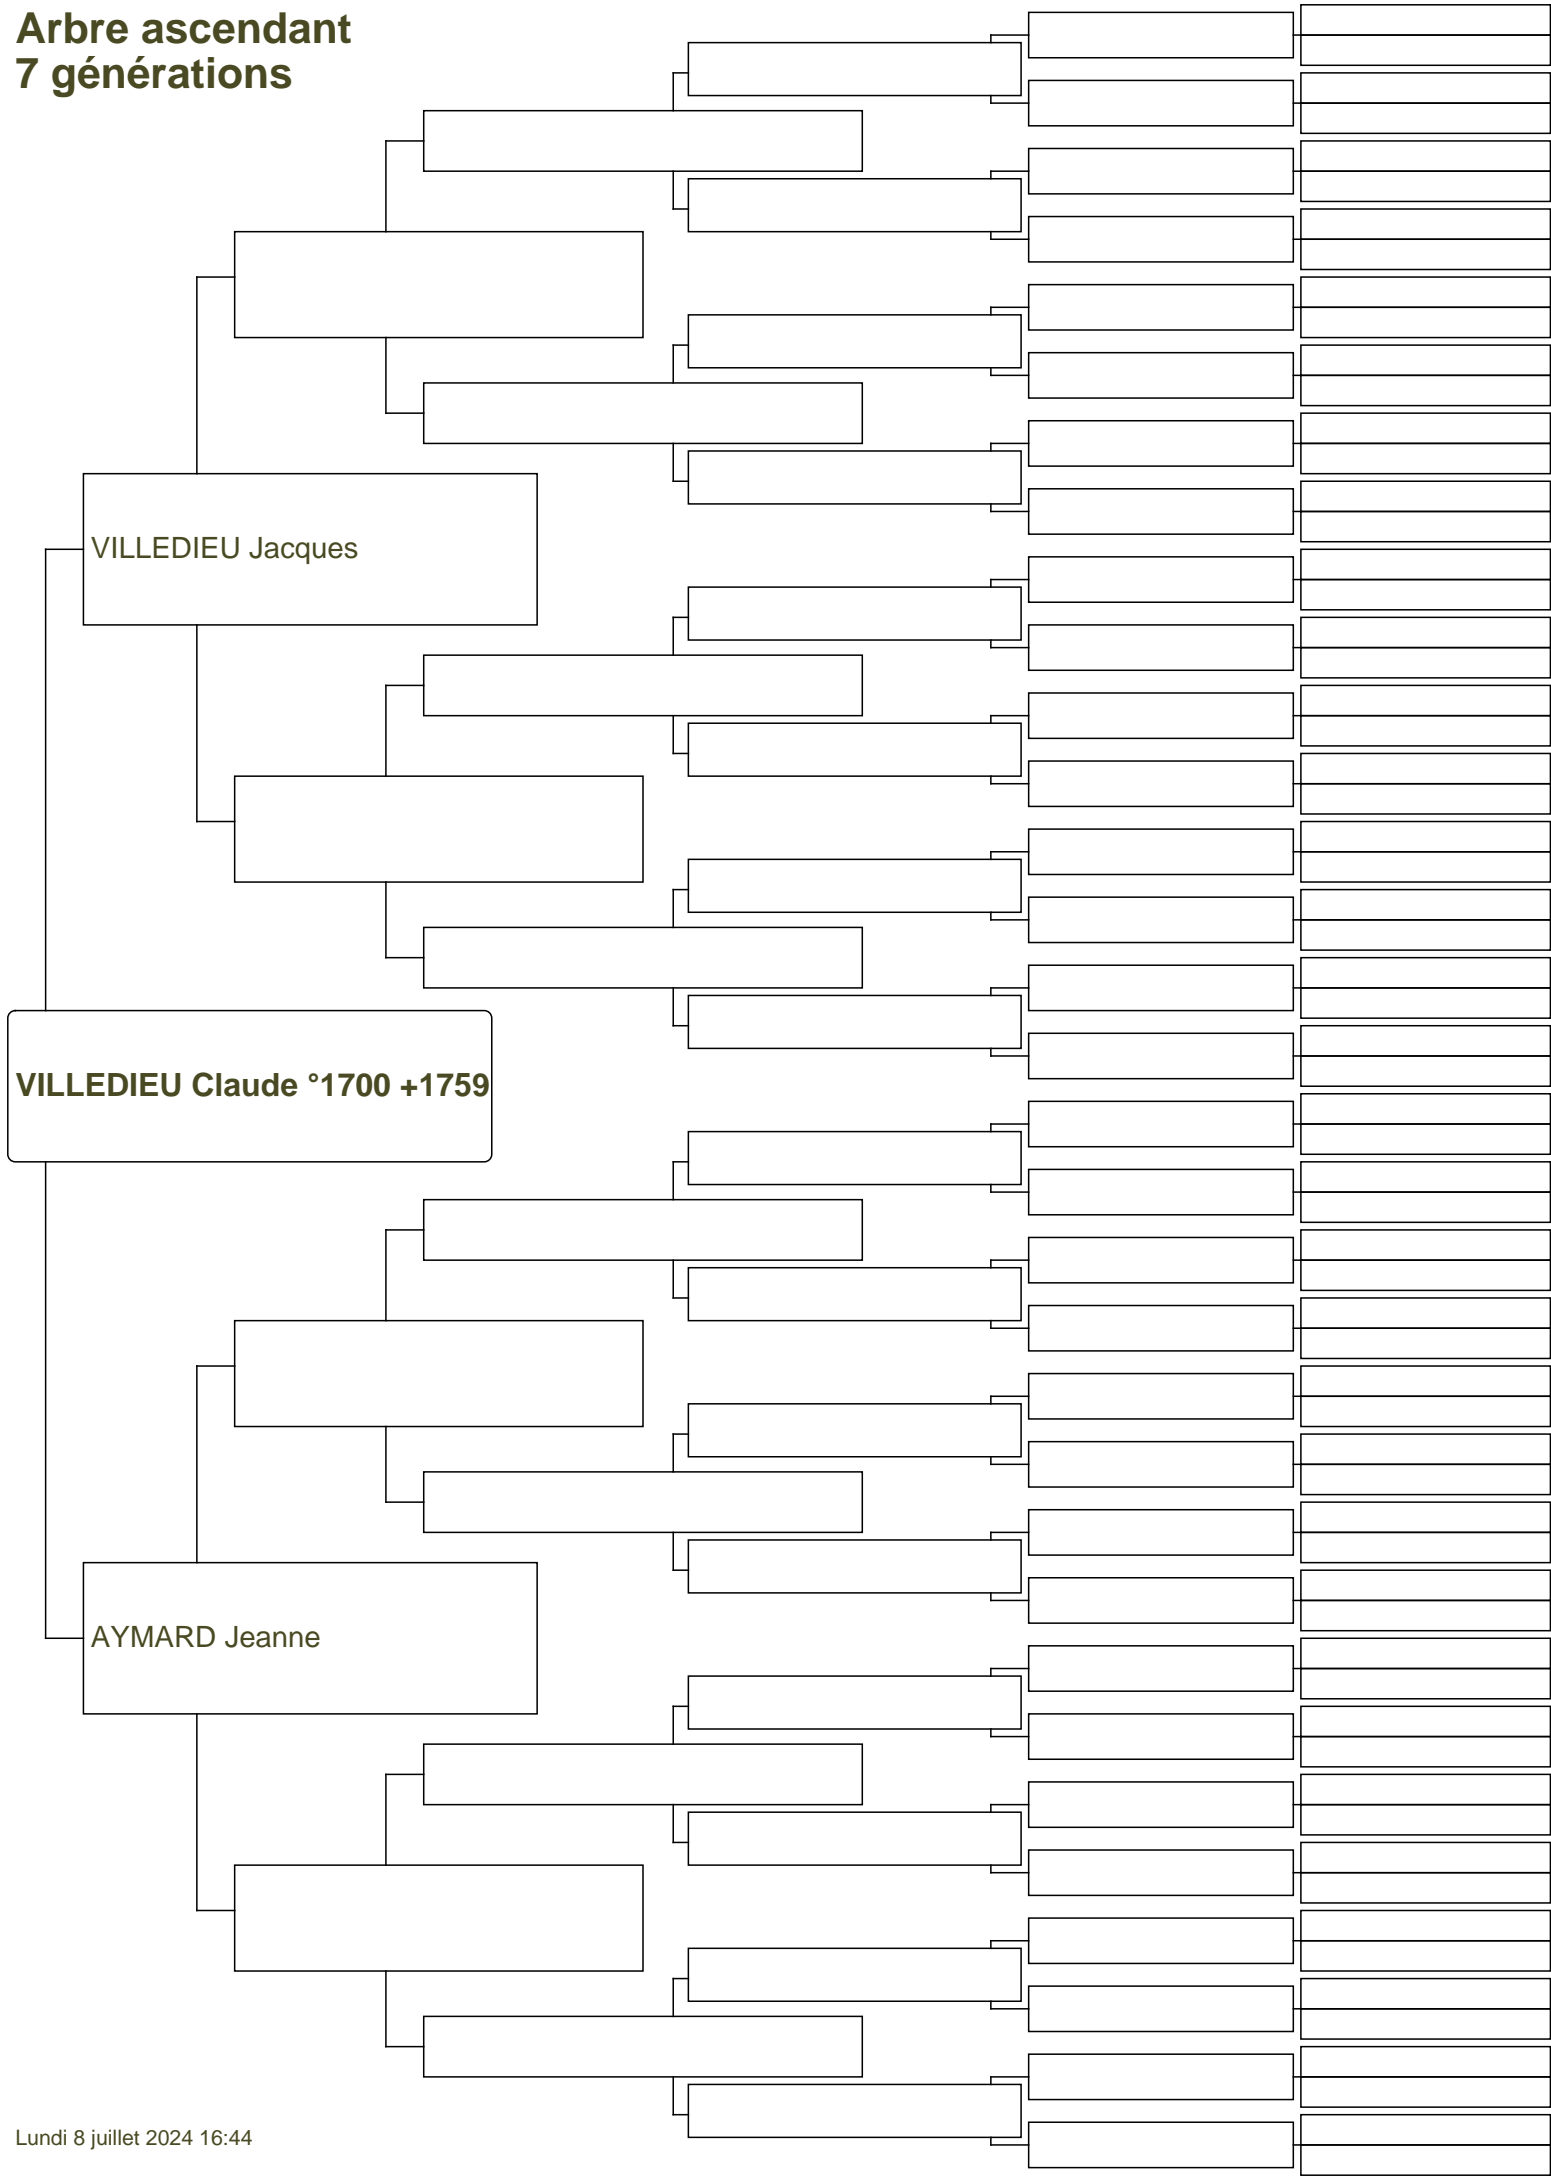 Arbre ascendant
7 générations
VILLEDIEU Jacques
VILLEDIEU Claude °1700 +1759
AYMARD Jeanne
Lundi 8 juillet 2024 16:44